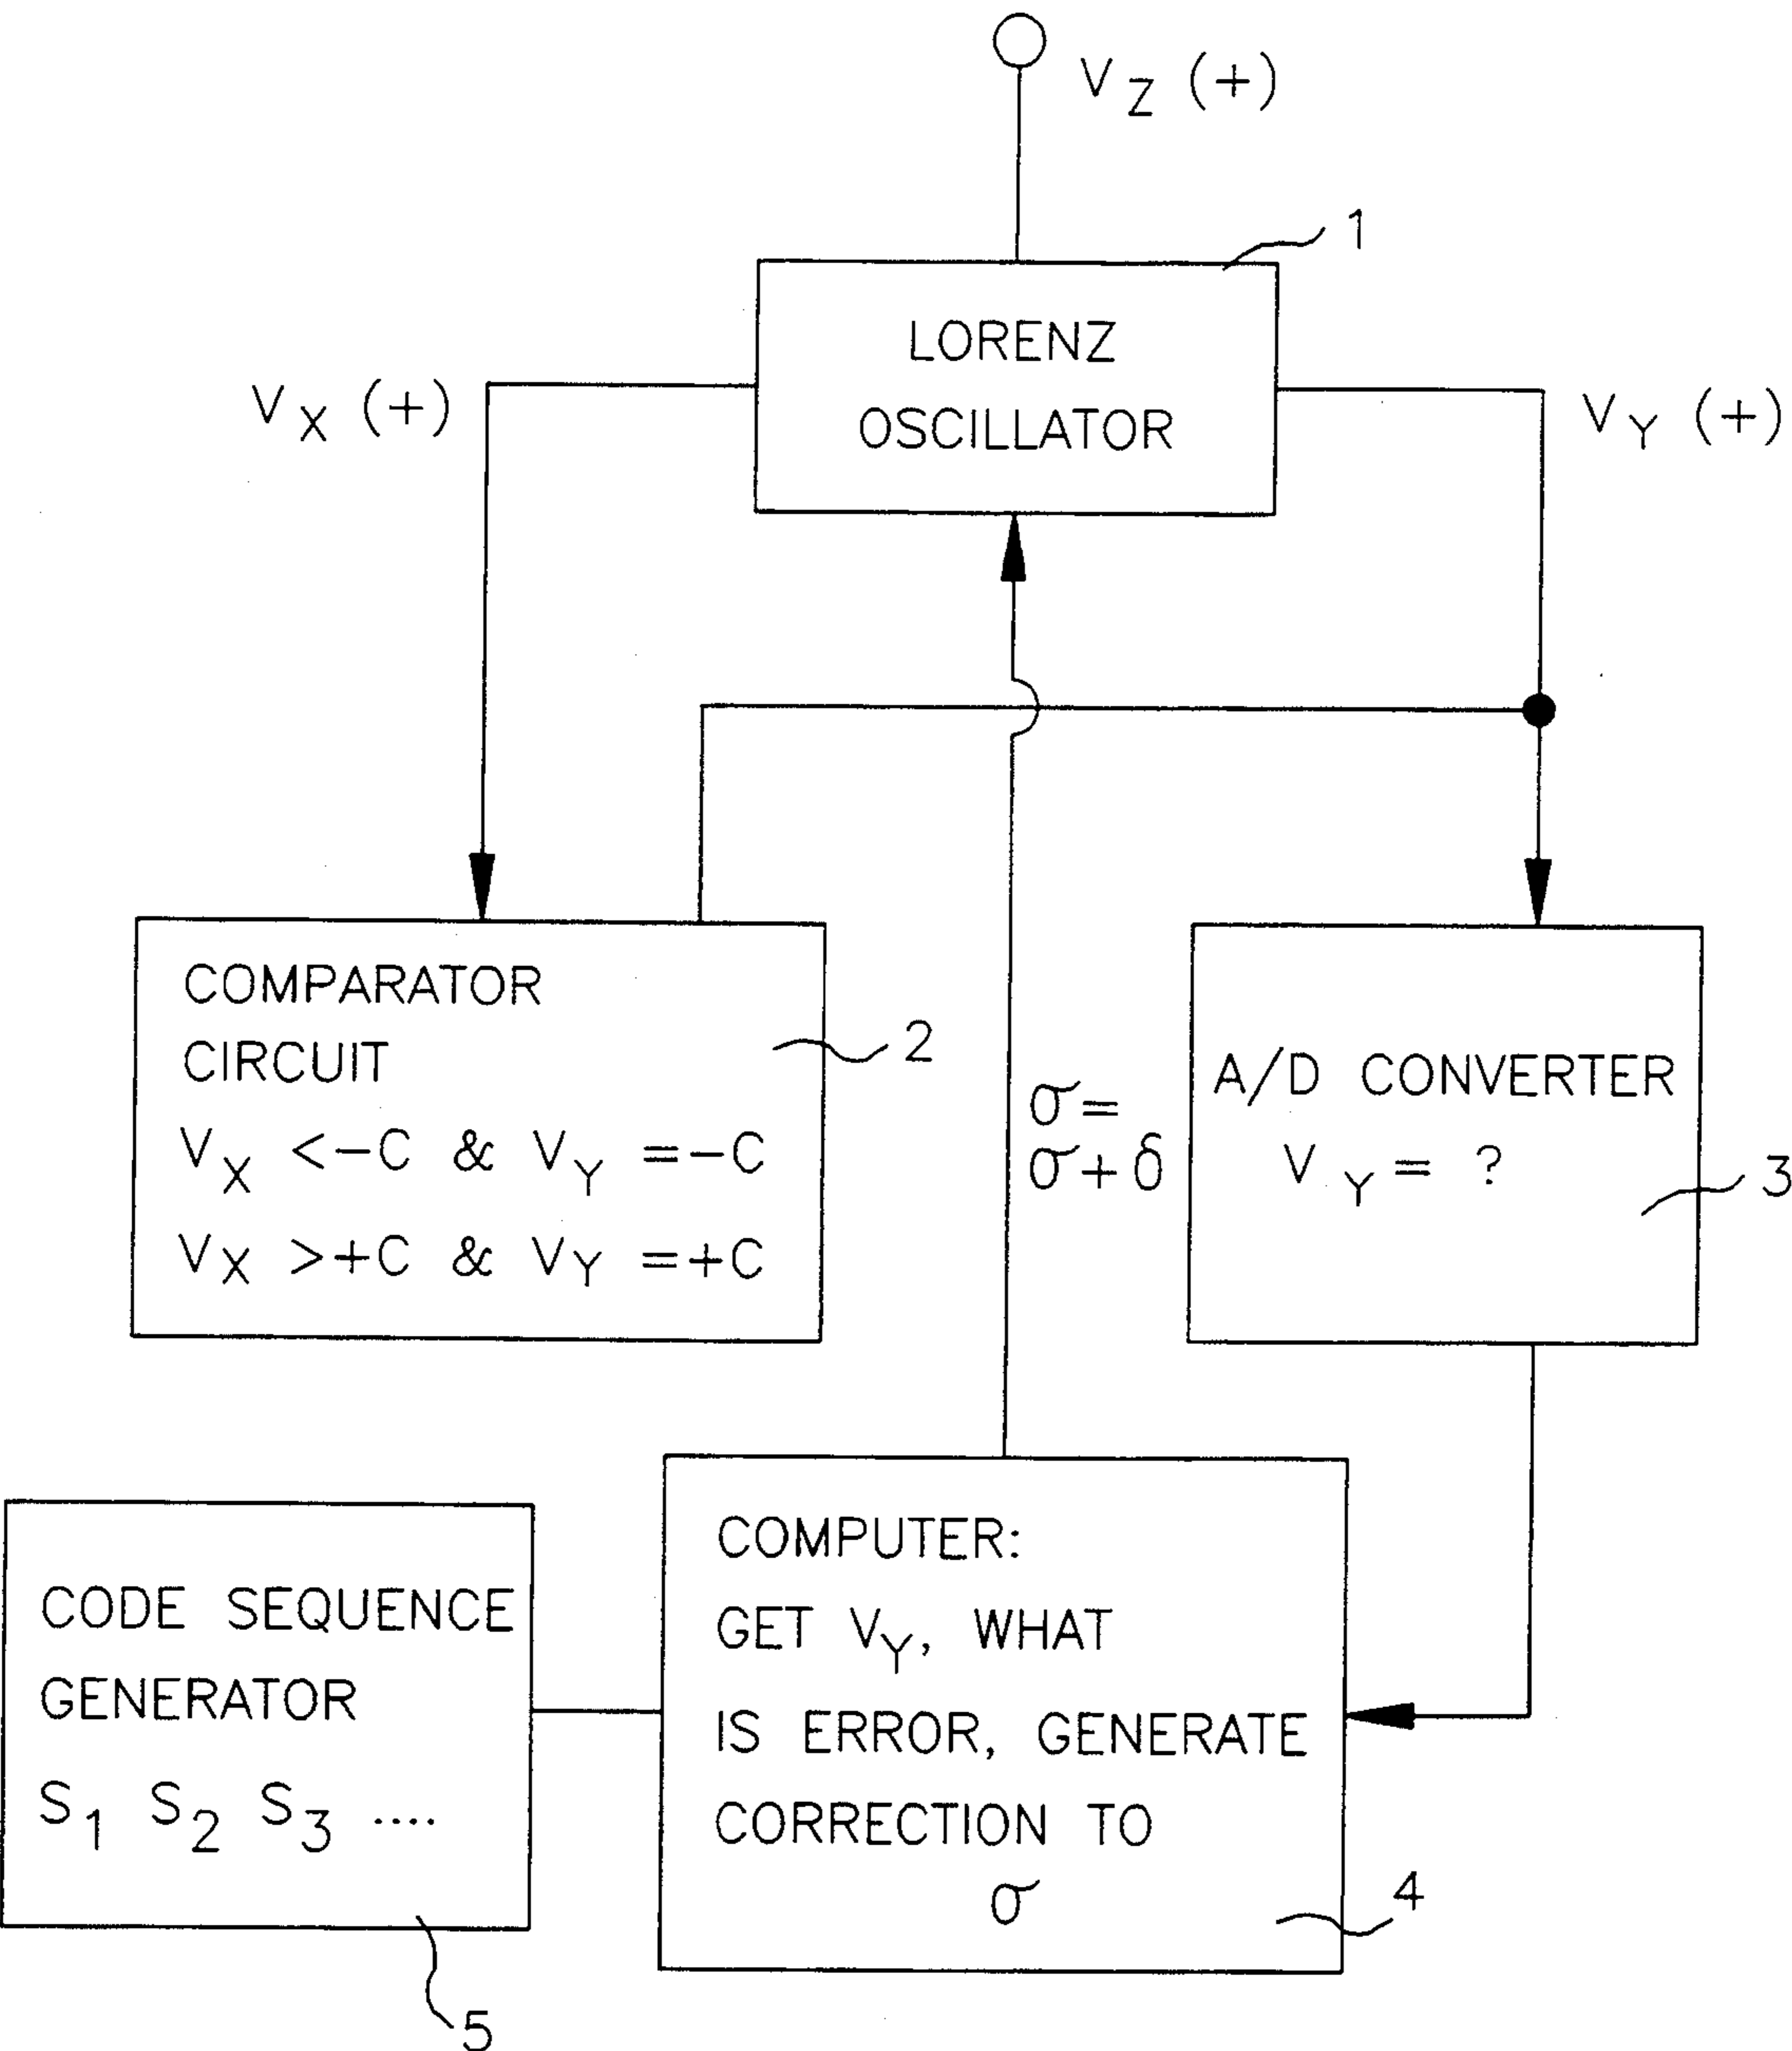 V_Z (+)
1
LORENZ
OSCILLATOR
V_X (+)
V_Y (+)
COMPARATOR
CIRCUIT
V_X <-C & V_Y =-C
V_X >+C & V_Y =+C
2
σ=
σ+δ
A/D CONVERTER
V_Y = ?
3
COMPUTER:
GET V_Y, WHAT
IS ERROR, GENERATE
CORRECTION TO
σ
4
CODE SEQUENCE
GENERATOR
S_1 S_2 S_3 ....
5